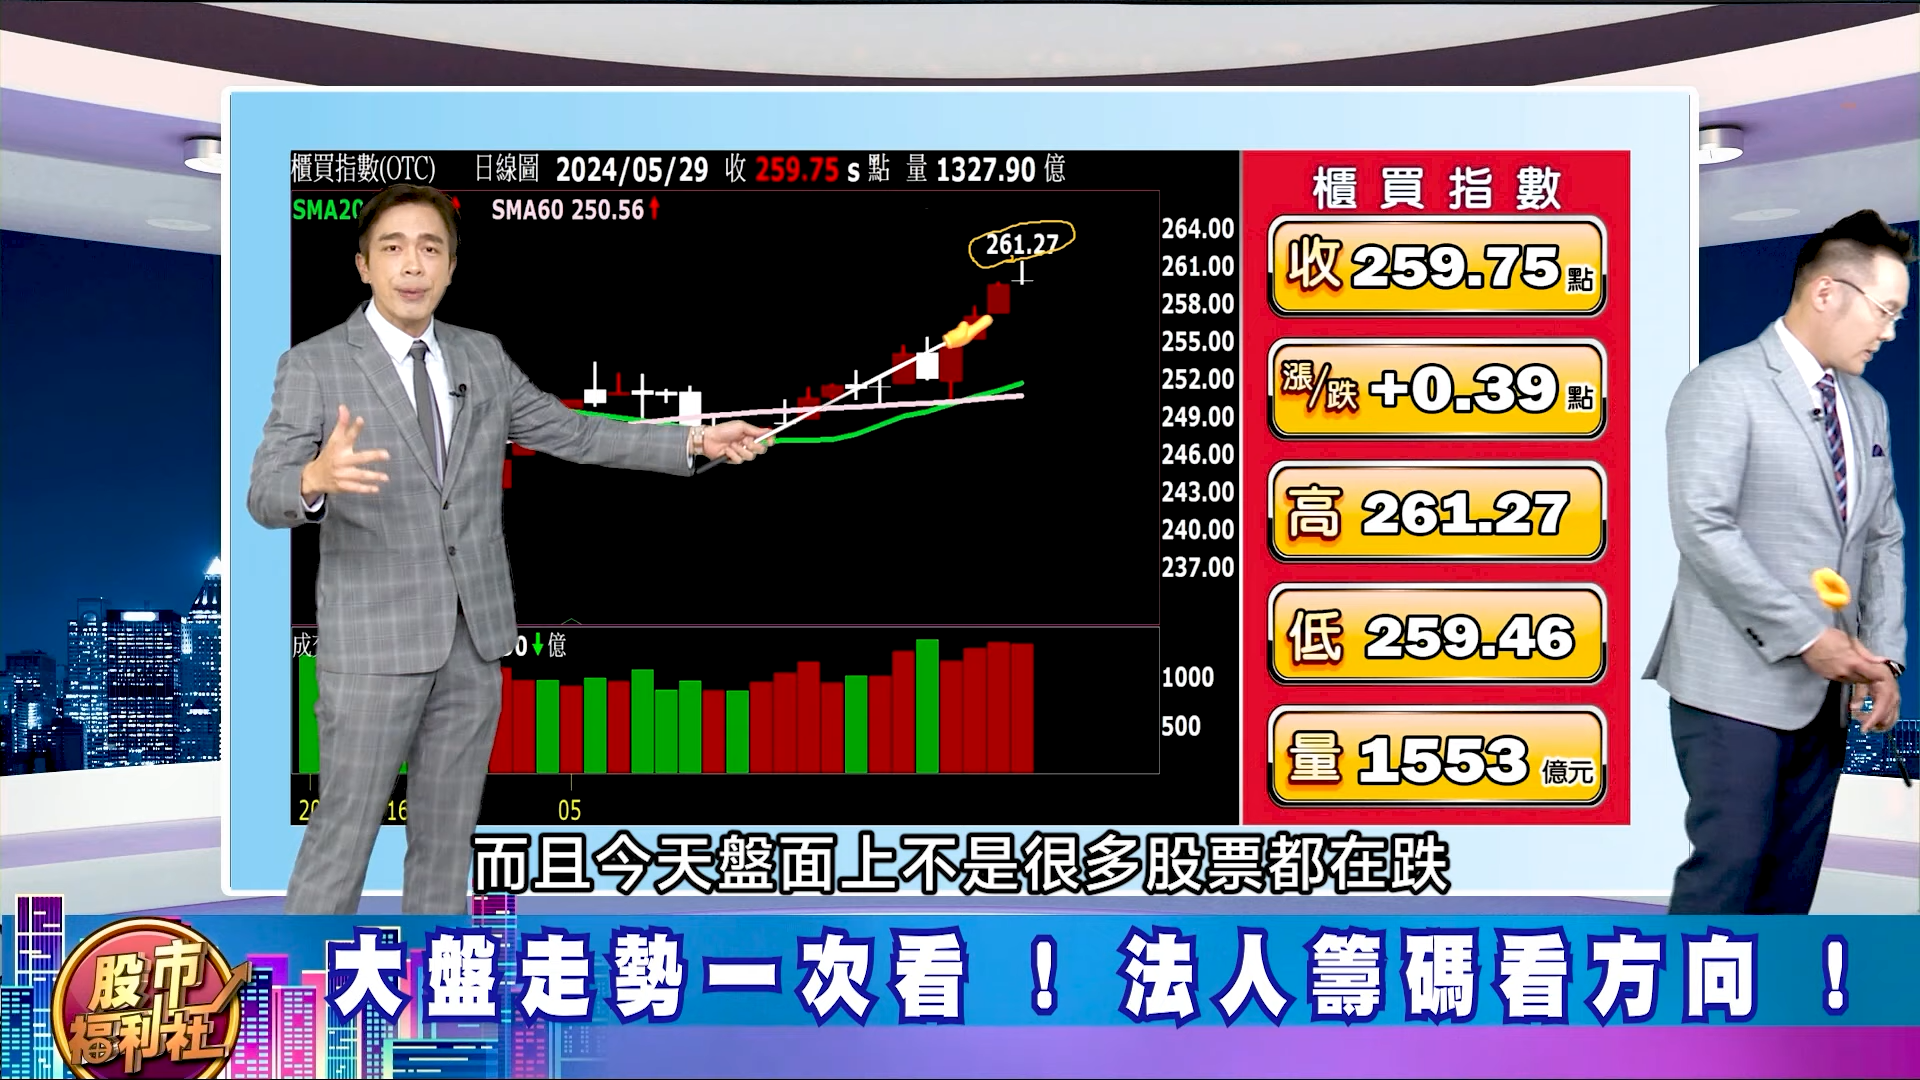 櫃買指數(OTC) 日線圖 2024/05/29 收 259.75 s 點 量 1327.90 億
SMA20 SMA60 250.56↑
261.27
264.00
261.00
258.00
255.00
252.00
249.00
246.00
243.00
240.00
237.00
0↓億
1000
500
20 16 05
櫃買指數
收 259.75 點
漲/跌 +0.39 點
高 261.27
低 259.46
量 1553 億元
而且今天盤面上不是很多股票都在跌
股市
福利社
大盤走勢一次看！法人籌碼看方向！